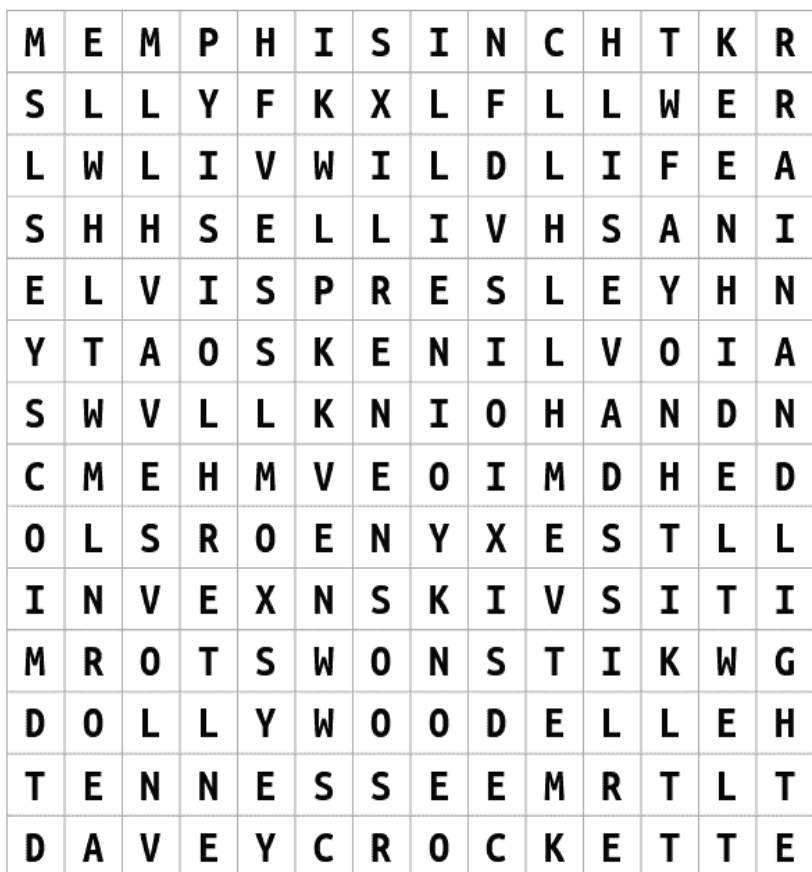 M E M P H I S I N C H T K R
S L L Y F K X L F L L W E R
L W L I V W I L D L I F E A
S H H S E L L I V H S A N I
E L V I S P R E S L E Y H N
Y T A O S K E N I L V O I A
S W V L L K N I O H A N D N
C M E H M V E O I M D H E D
O L S R O E N Y X E S T L L
I N V E X N S K I V S I T I
M R O T S W O N S T I K W G
D O L L Y W O O D E L L E H
T E N N E S S E E M R T L T
D A V E Y C R O C K E T T E